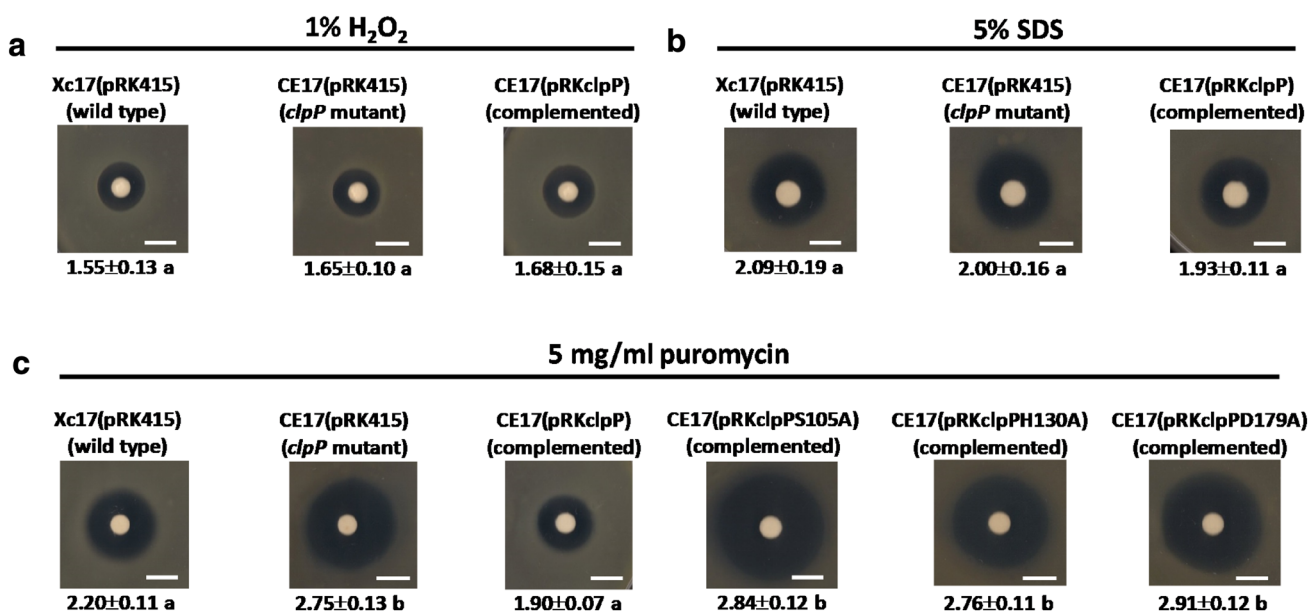 a
1% H₂O₂
Xc17(pRK415) CE17(pRK415) CE17(pRKclpP)
(wild type) (clpP mutant) (complemented)
1.55±0.13 a 1.65±0.10 a 1.68±0.15 a
b
5% SDS
Xc17(pRK415) CE17(pRK415) CE17(pRKclpP)
(wild type) (clpP mutant) (complemented)
2.09±0.19 a 2.00±0.16 a 1.93±0.11 a
c
5 mg/ml puromycin
Xc17(pRK415) CE17(pRK415) CE17(pRKclpP) CE17(pRKclpPS105A) CE17(pRKclpPH130A) CE17(pRKclpPD179A)
(wild type) (clpP mutant) (complemented) (complemented) (complemented) (complemented)
2.20±0.11 a 2.75±0.13 b 1.90±0.07 a 2.84±0.12 b 2.76±0.11 b 2.91±0.12 b